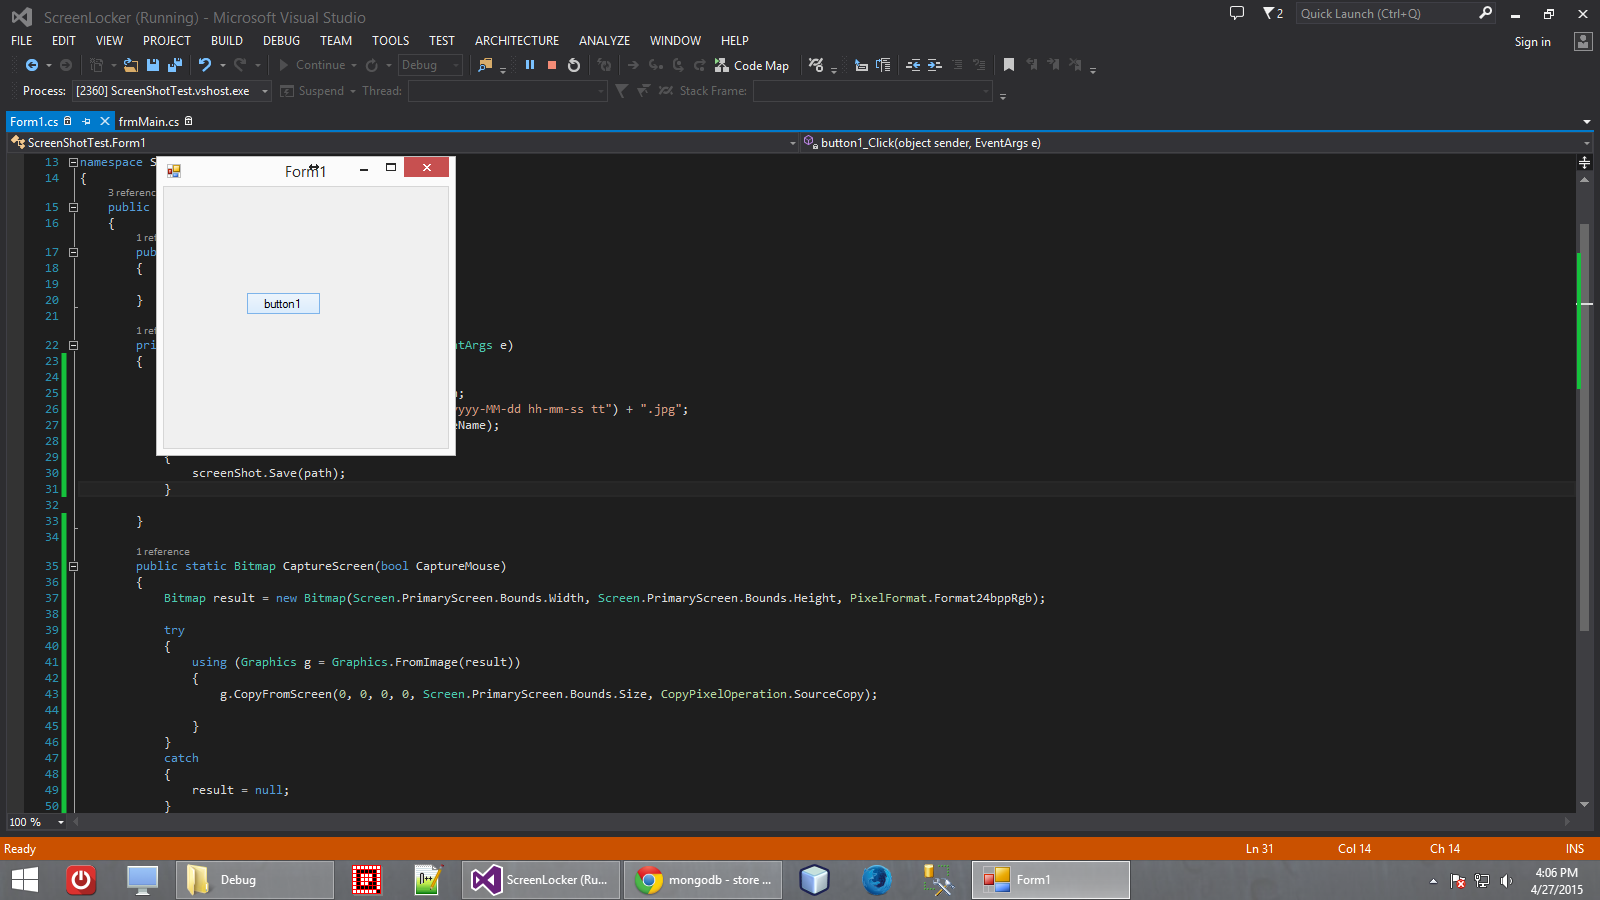 ScreenLocker (Running) - Microsoft Visual Studio
2
Quick Launch (Ctrl+Q)
FILE EDIT VIEW PROJECT BUILD DEBUG TEAM TOOLS TEST ARCHITECTURE ANALYZE WINDOW HELP
Sign in
Continue Debug Code Map
Process: [2360] ScreenShotTest.vshost.exe Suspend Thread: Stack Frame:
Form1.cs frmMain.cs
ScreenShotTest.Form1 button1_Click(object sender, EventArgs e)
Form1
button1
13 namespace S
14 {
3 referenc
15 public
16 {
1 ref
17 pub
18 {
19
20 }
21
1 ref
22 pri ntArgs e)
23 {
24
25 ;
26 yyyy-MM-dd hh-mm-ss tt") + ".jpg";
27 eName);
28
29 {
30 screenShot.Save(path);
31 }
32
33 }
34
1 reference
35 public static Bitmap CaptureScreen(bool CaptureMouse)
36 {
37 Bitmap result = new Bitmap(Screen.PrimaryScreen.Bounds.Width, Screen.PrimaryScreen.Bounds.Height, PixelFormat.Format24bppRgb);
38
39 try
40 {
41 using (Graphics g = Graphics.FromImage(result))
42 {
43 g.CopyFromScreen(0, 0, 0, 0, Screen.PrimaryScreen.Bounds.Size, CopyPixelOperation.SourceCopy);
44
45 }
46 }
47 catch
48 {
49 result = null;
50 }
100 %
Ready Ln 31 Col 14 Ch 14 INS
Debug ScreenLocker (Ru... mongodb - store ... Form1
4:06 PM
4/27/2015